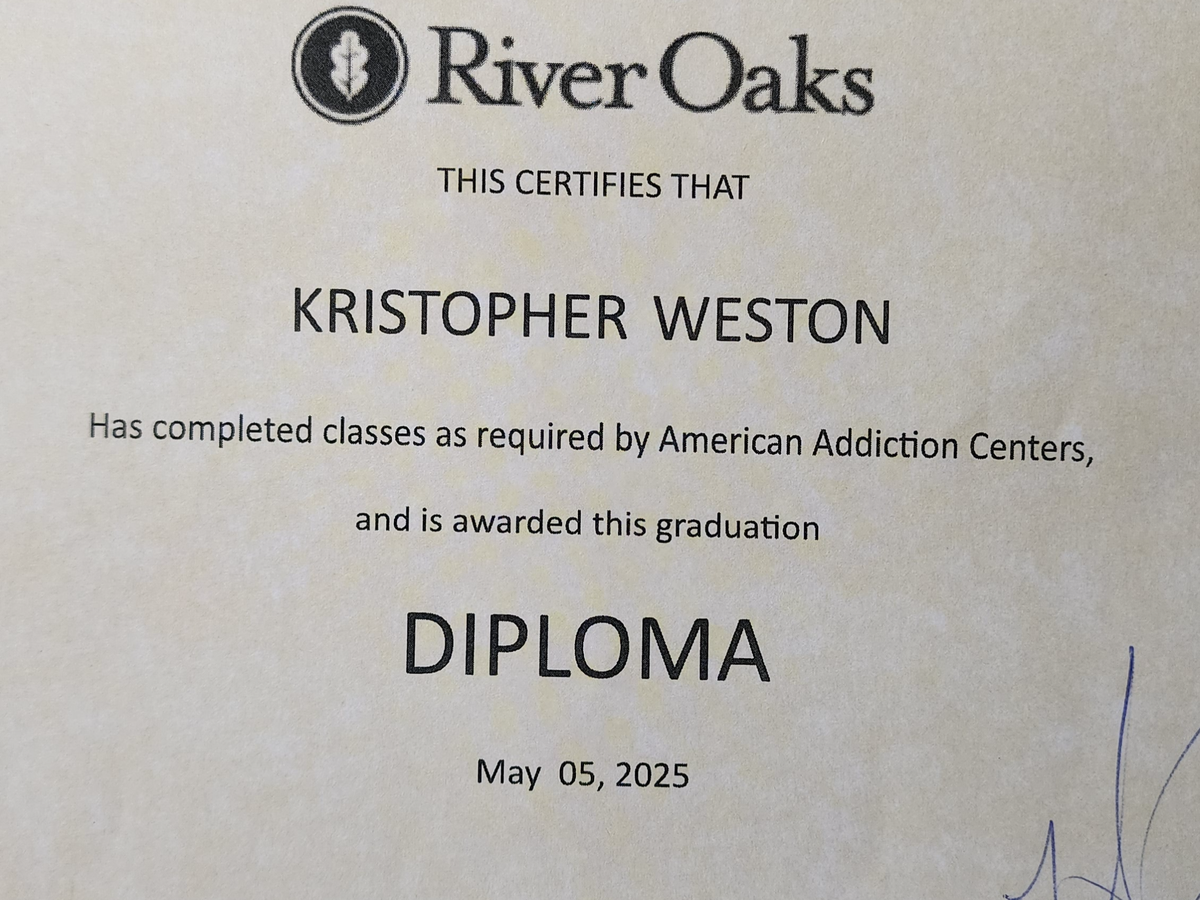 River Oaks
THIS CERTIFIES THAT
KRISTOPHER WESTON
Has completed classes as required by American Addiction Centers,
and is awarded this graduation
DIPLOMA
May 05, 2025